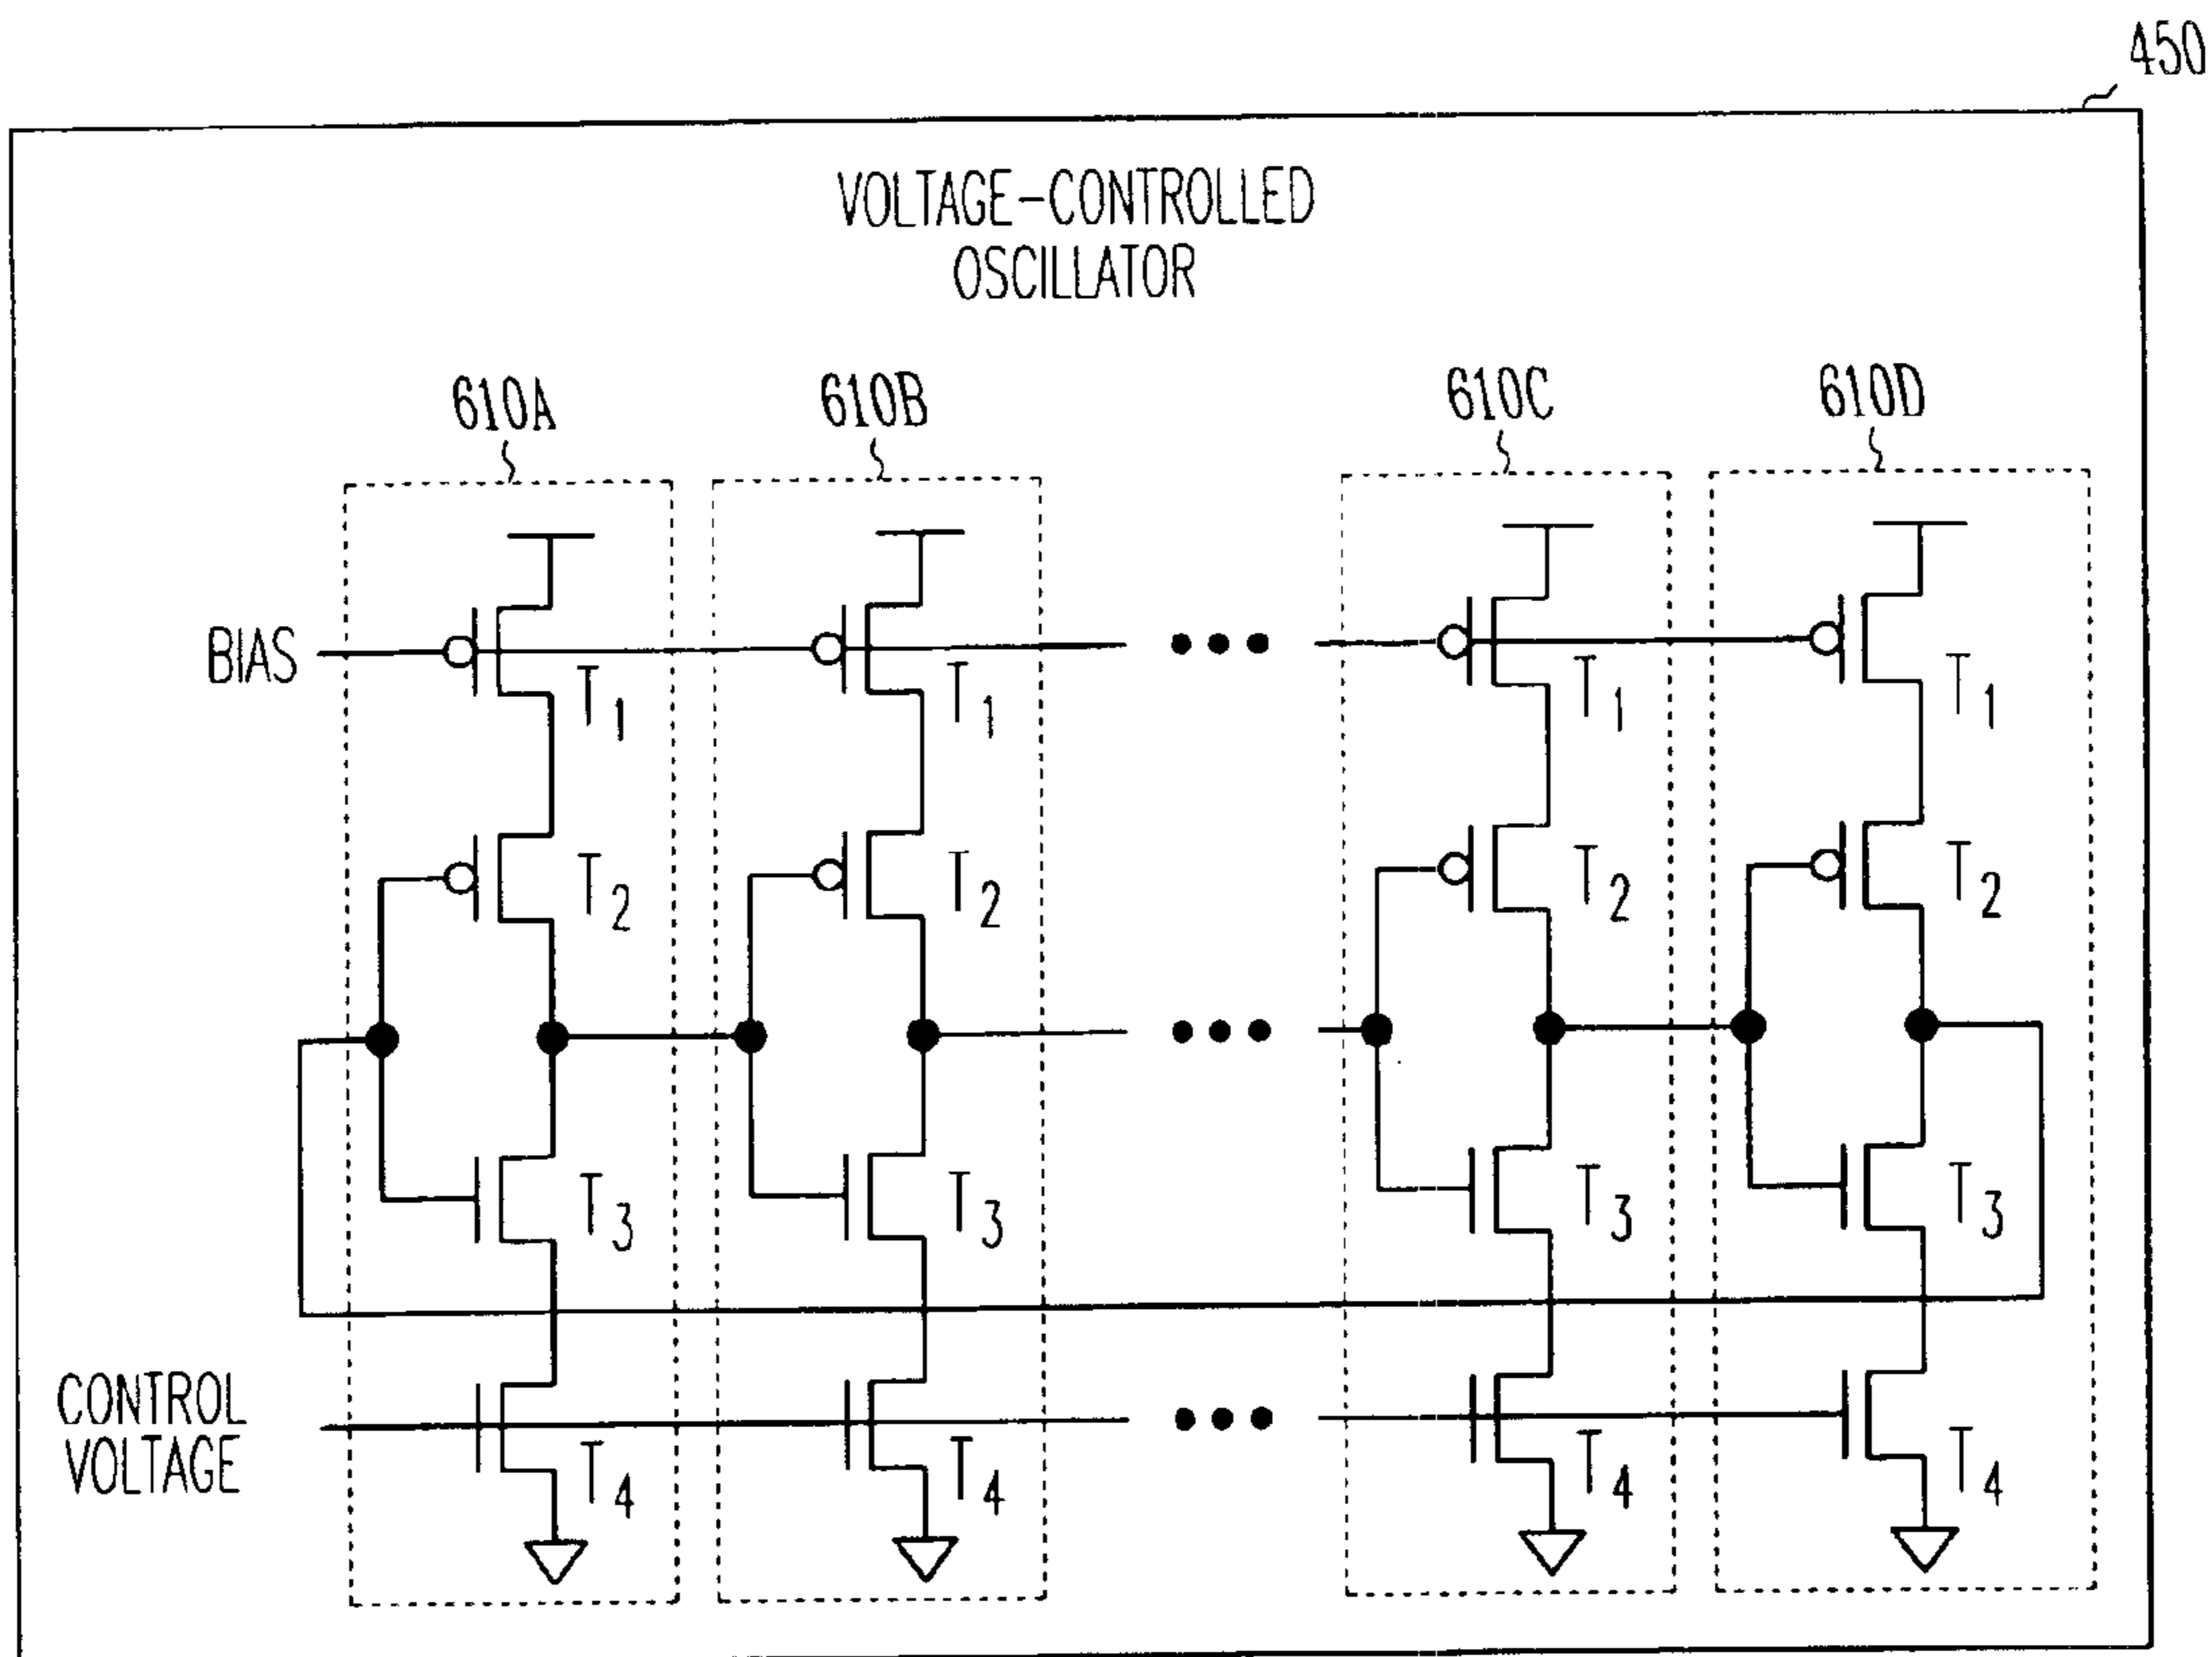 450
VOLTAGE-CONTROLLED
OSCILLATOR
610A 610B 610C 610D
BIAS
T1 T1 T1 T1
T2 T2 T2 T2
T3 T3 T3 T3
CONTROL
VOLTAGE
T4 T4 T4 T4